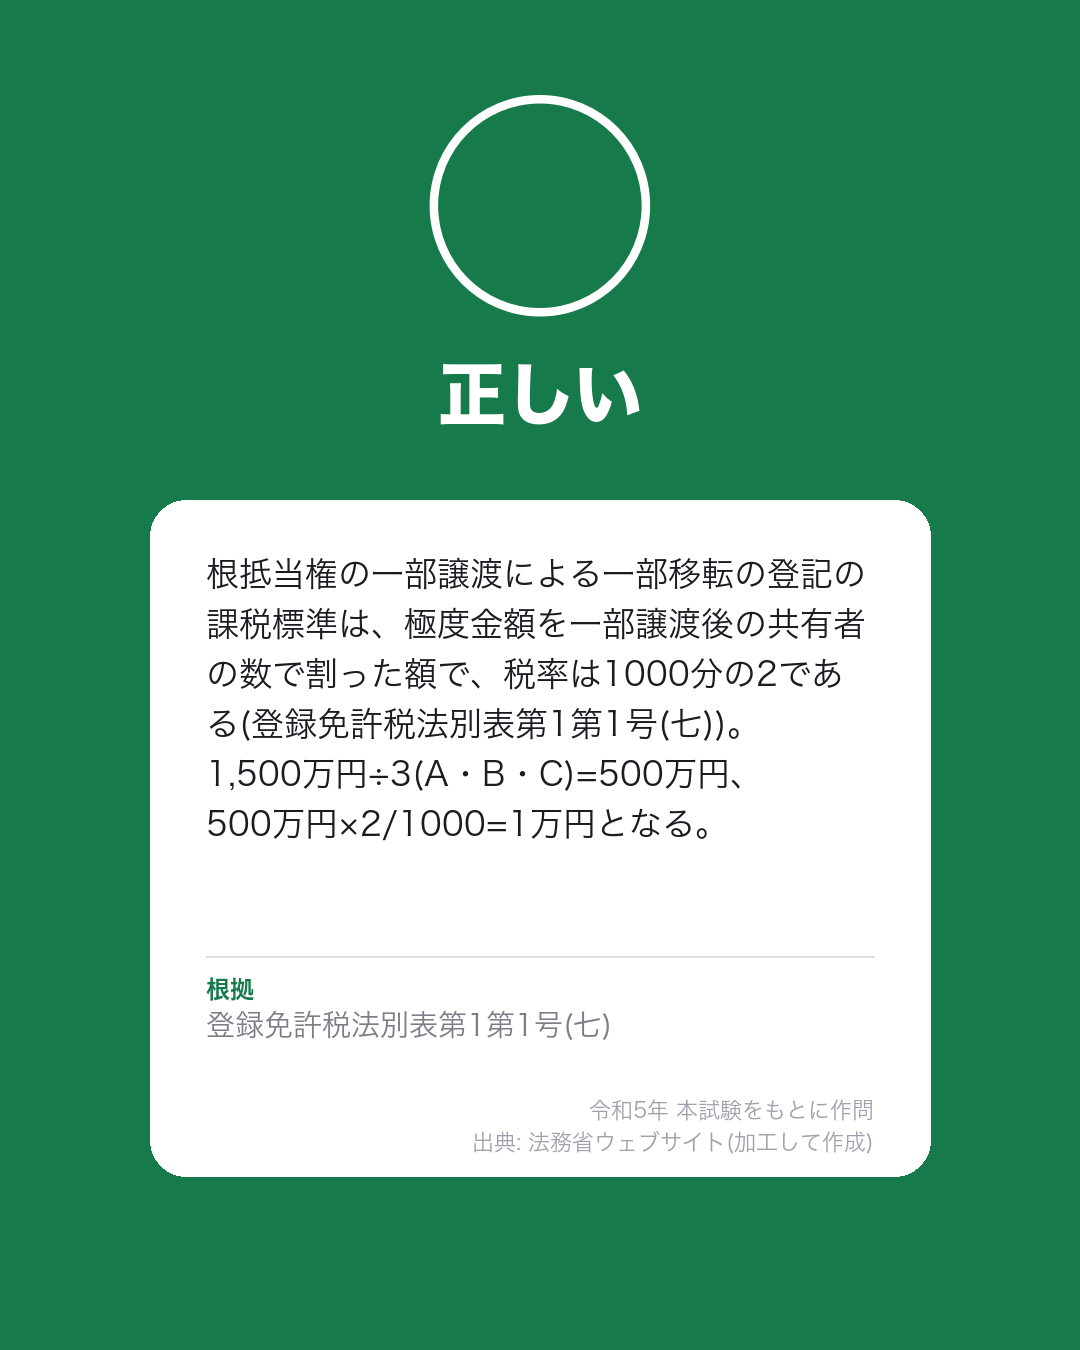 正しい
根抵当権の一部譲渡による一部移転の登記の
課税標準は、極度金額を一部譲渡後の共有者
の数で割った額で、税率は1000分の2であ
る(登録免許税法別表第1第1号(七))。
1,500万円÷3(A・B・C)=500万円、
500万円×2/1000=1万円となる。
根拠
登録免許税法別表第1第1号(七)
令和5年 本試験をもとに作問
出典: 法務省ウェブサイト(加工して作成)